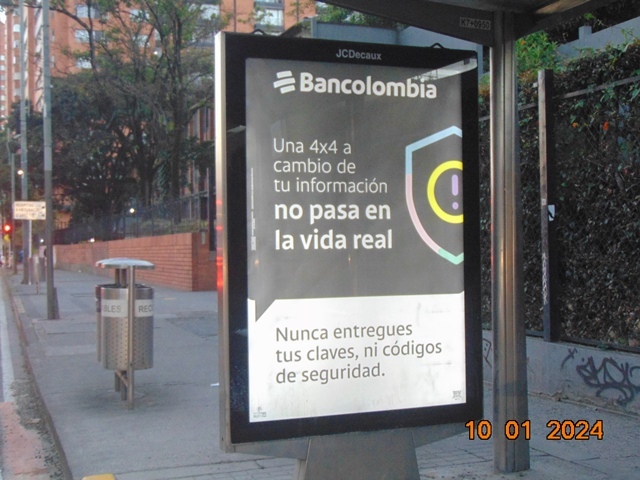 JCDecaux
Bancolombia
Una 4x4 a
cambio de
tu información
no pasa en
la vida real
!
Nunca entregues
tus claves, ni códigos
de seguridad.
10 01 2024